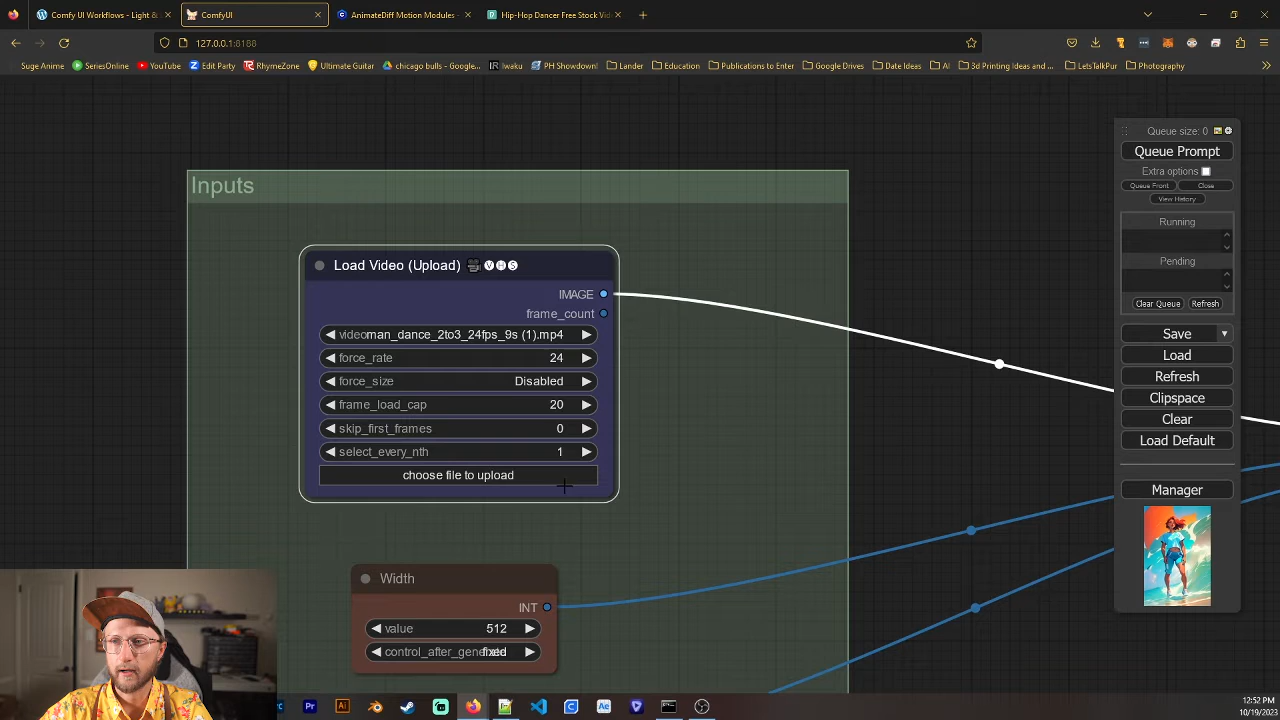 Comfy UI Workflows - Light &
ComfyUI
AnimateDiff Motion Modules -
Hip-Hop Dancer Free Stock Vid
127.0.0.1:8188
Suge Anime
SeriesOnline
YouTube
Edit Party
RhymeZone
Ultimate Guitar
chicago bulls - Google...
Iwaku
PH Showdown!
Lander
Education
Publications to Enter
Google Drives
Date Ideas
AI
3d Printing Ideas and ...
LetsTalkPur
Photography
Inputs
Load Video (Upload) VHS
IMAGE
frame_count
video man_dance_2to3_24fps_9s (1).mp4
force_rate 24
force_size Disabled
frame_load_cap 20
skip_first_frames 0
select_every_nth 1
choose file to upload
Width
INT
value 512
control_after_generate fixed
Queue size: 0
Queue Prompt
Extra options
Queue Front Close
View History
Running
Pending
Clear Queue Refresh
Save
Load
Refresh
Clipspace
Clear
Load Default
Manager
12:52 PM
10/19/2023